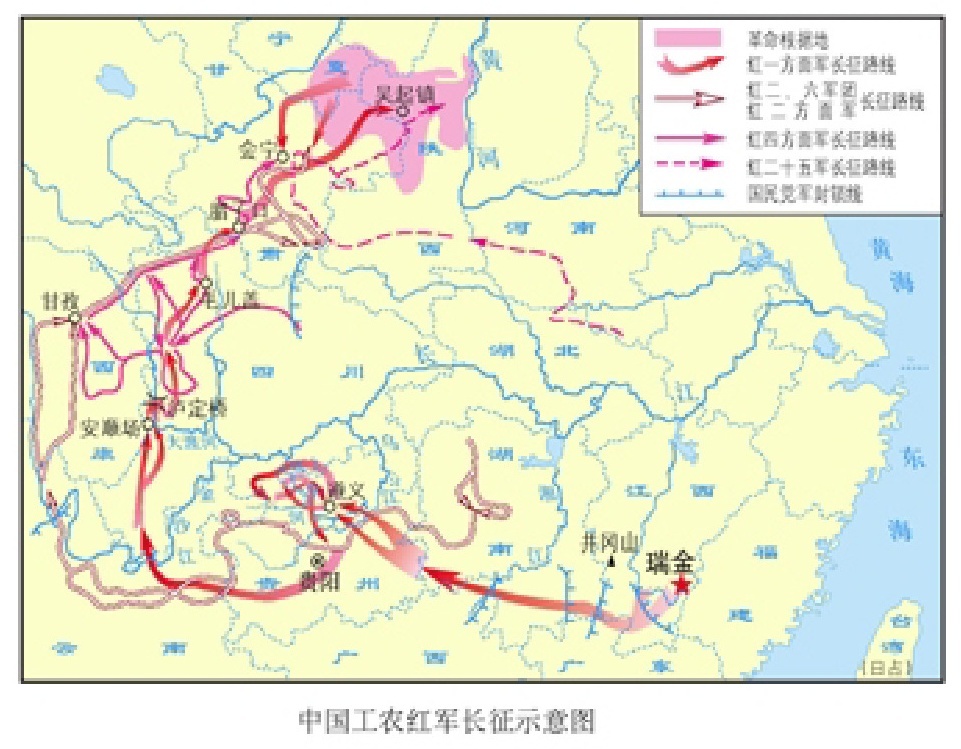 革命根据地
红一方面军长征路线
红二、六军团
红二方面军
长征路线
红四方面军长征路线
红二十五军长征路线
国民党军封锁线
宁
甘
夏
吴起镇
黄
陕
会宁
河
腊子口
河南
西
肃
黄
海
甘孜
毛儿盖
湖北
长
江
西
四川
泸定桥
安顺场
大渡河
康
湖
江西
东
海
遵义
南
江
井冈山
瑞金
福
建
贵阳
贵州
金
沙
江
云南
广西
广东
台
湾
(日占)
中国工农红军长征示意图